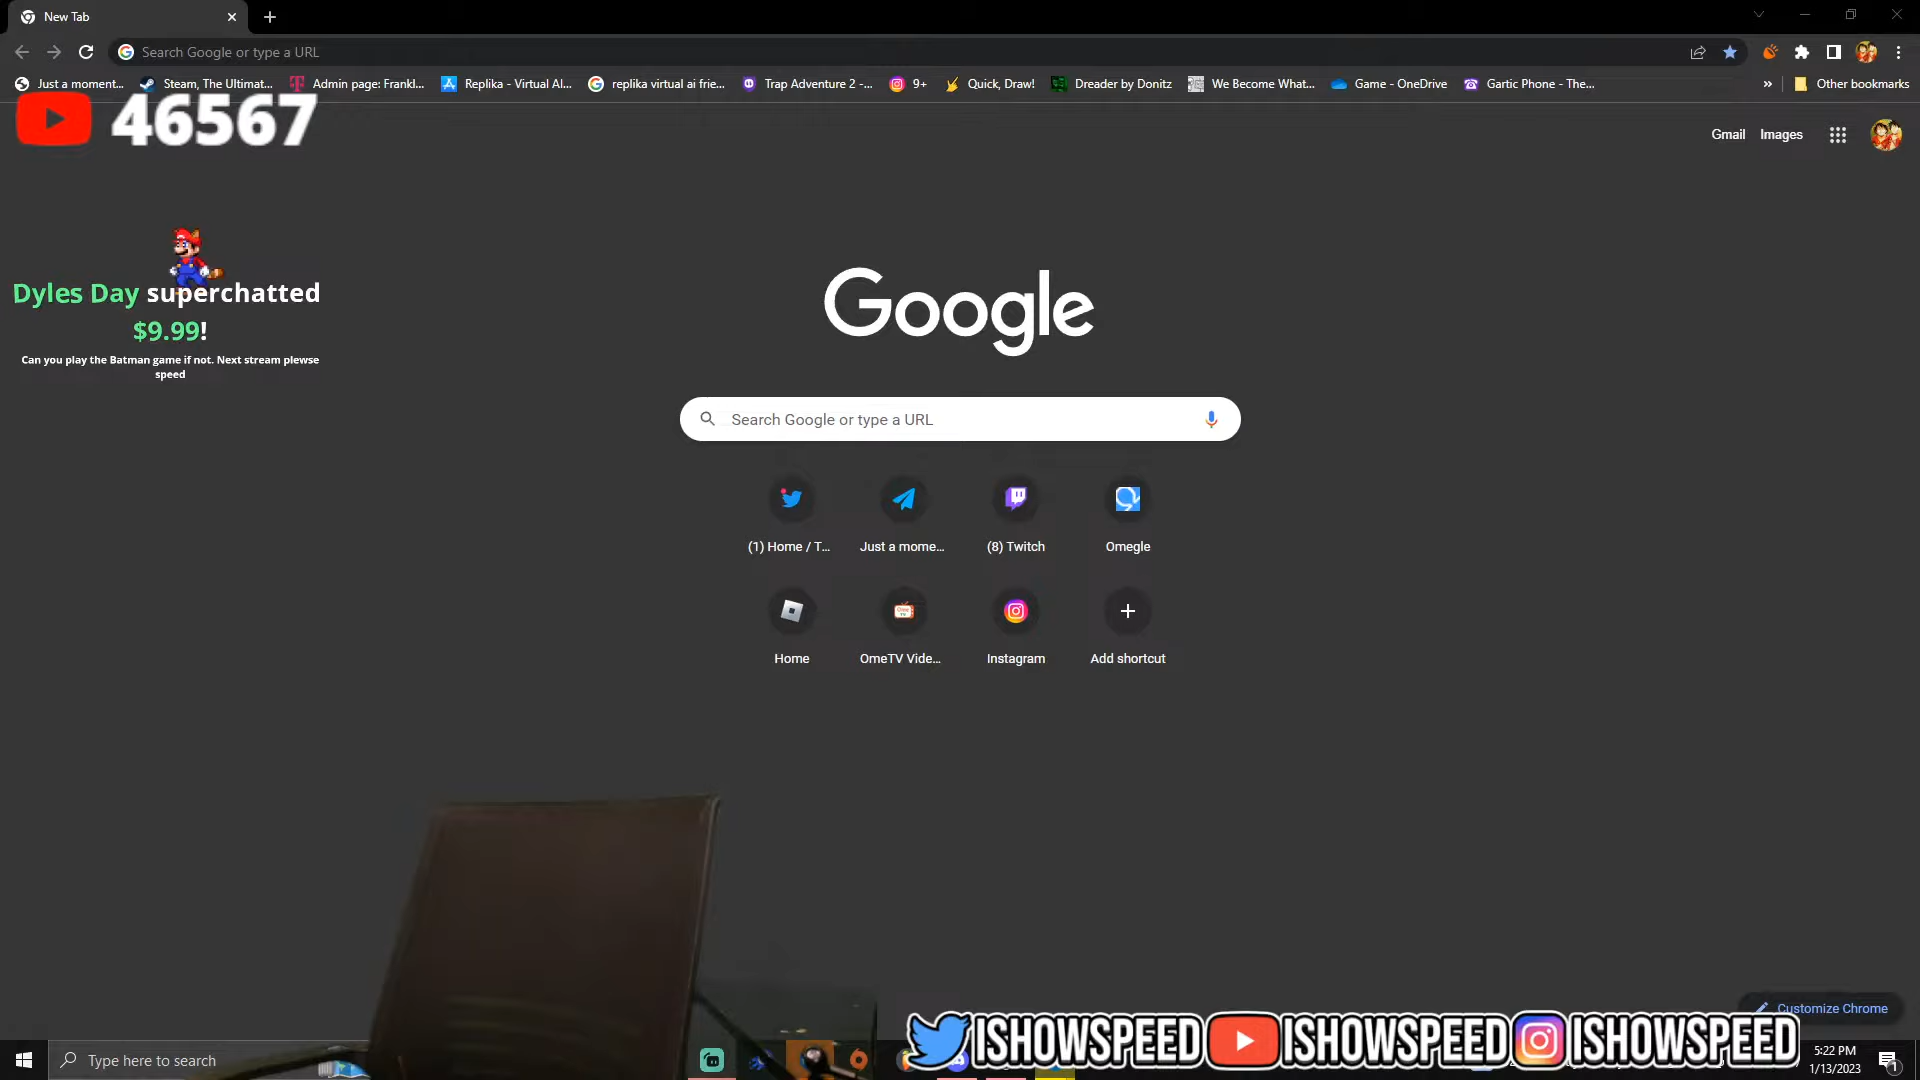 New Tab
Search Google or type a URL
Just a moment... Steam, The Ultimat... Admin page: Frankl... Replika - Virtual AI... replika virtual ai frie... Trap Adventure 2 -... 9+ Quick, Draw! Dreader by Donitz We Become What... Game - OneDrive Gartic Phone - The... » Other bookmarks
46567
Gmail Images
Dyles Day superchatted
$9.99!
Can you play the Batman game if not. Next stream plewse
speed
Google
Search Google or type a URL
(1) Home / T... Just a mome... (8) Twitch Omegle
Home OmeTV Vide... Instagram Add shortcut
Customize Chrome
ISHOWSPEED ISHOWSPEED ISHOWSPEED
Type here to search
5:22 PM
1/13/2023
1